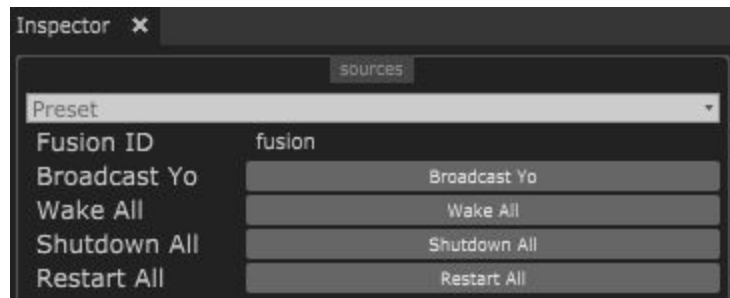 Inspector ✖
sources
Preset
Fusion ID fusion
Broadcast Yo Broadcast Yo
Wake All Wake All
Shutdown All Shutdown All
Restart All Restart All